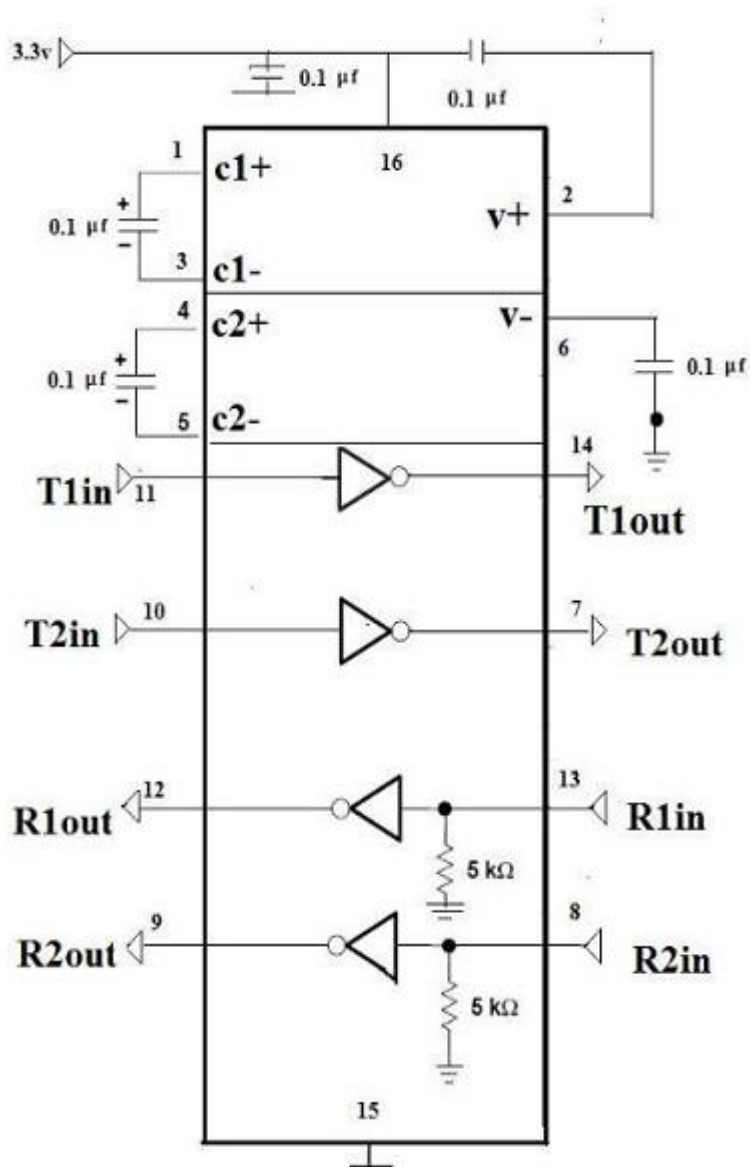 3.3v
0.1 µf
0.1 µf
1
c1+
16
2
v+
+
0.1 µf
−
3
c1-
4
c2+
v-
6
+
0.1 µf
−
0.1 µf
5
c2-
14
T1in
11
T1out
10
T2in
7
T2out
12
R1out
13
R1in
5 kΩ
9
R2out
8
R2in
5 kΩ
15